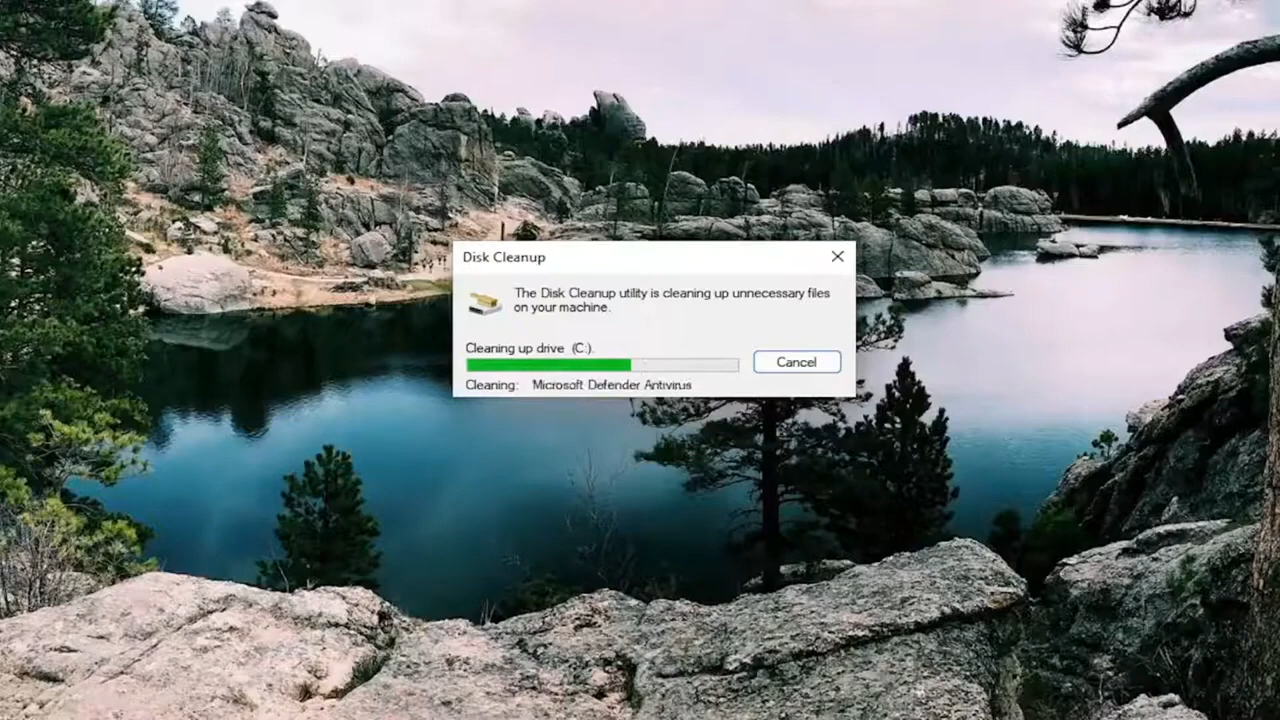 Disk Cleanup
The Disk Cleanup utility is cleaning up unnecessary files
on your machine.
Cleaning up drive (C:).
Cancel
Cleaning: Microsoft Defender Antivirus